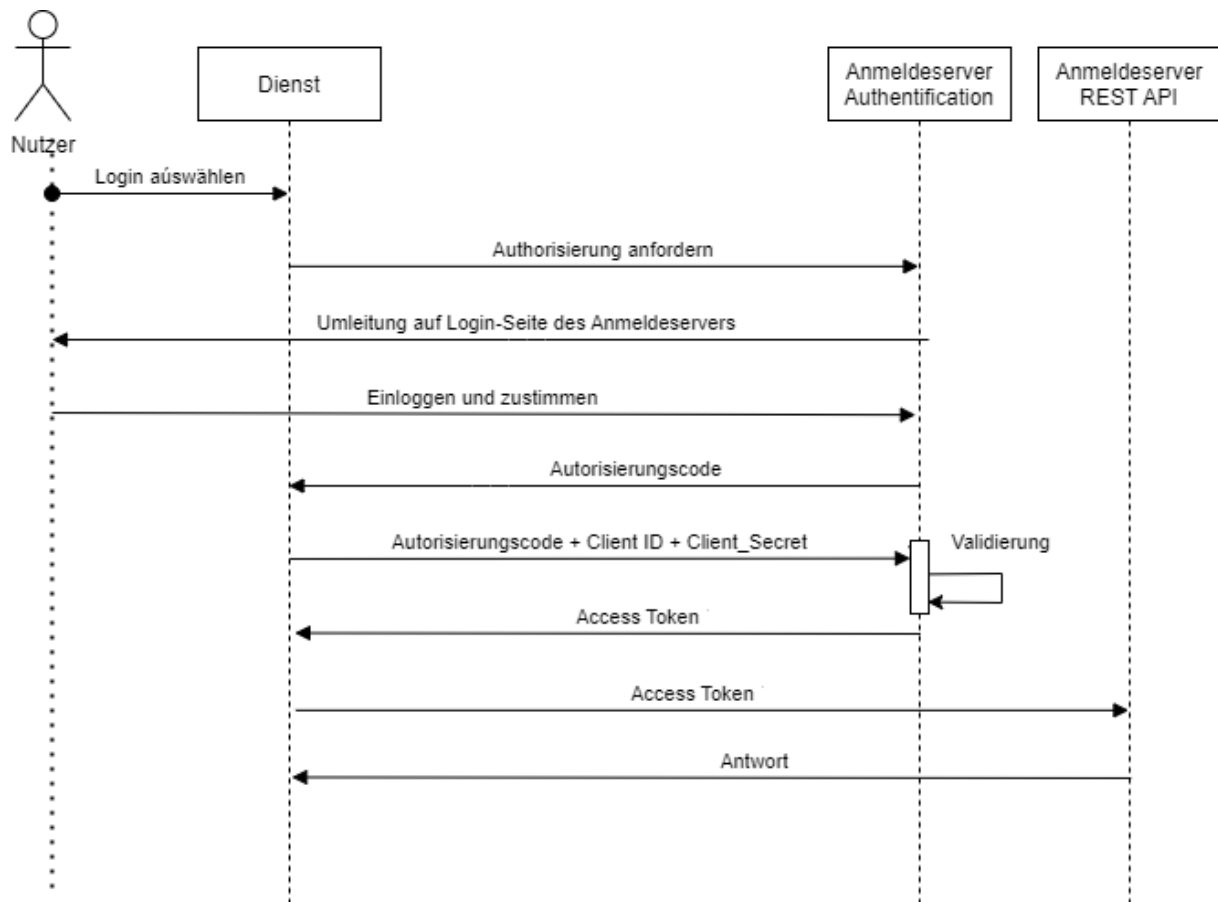 Nutzer
Dienst
Anmeldeserver
Authentification
Anmeldeserver
REST API
Login aúswählen
Authorisierung anfordern
Umleitung auf Login-Seite des Anmeldeservers
Einloggen und zustimmen
Autorisierungscode
Autorisierungscode + Client ID + Client_Secret
Validierung
Access Token
Access Token
Antwort